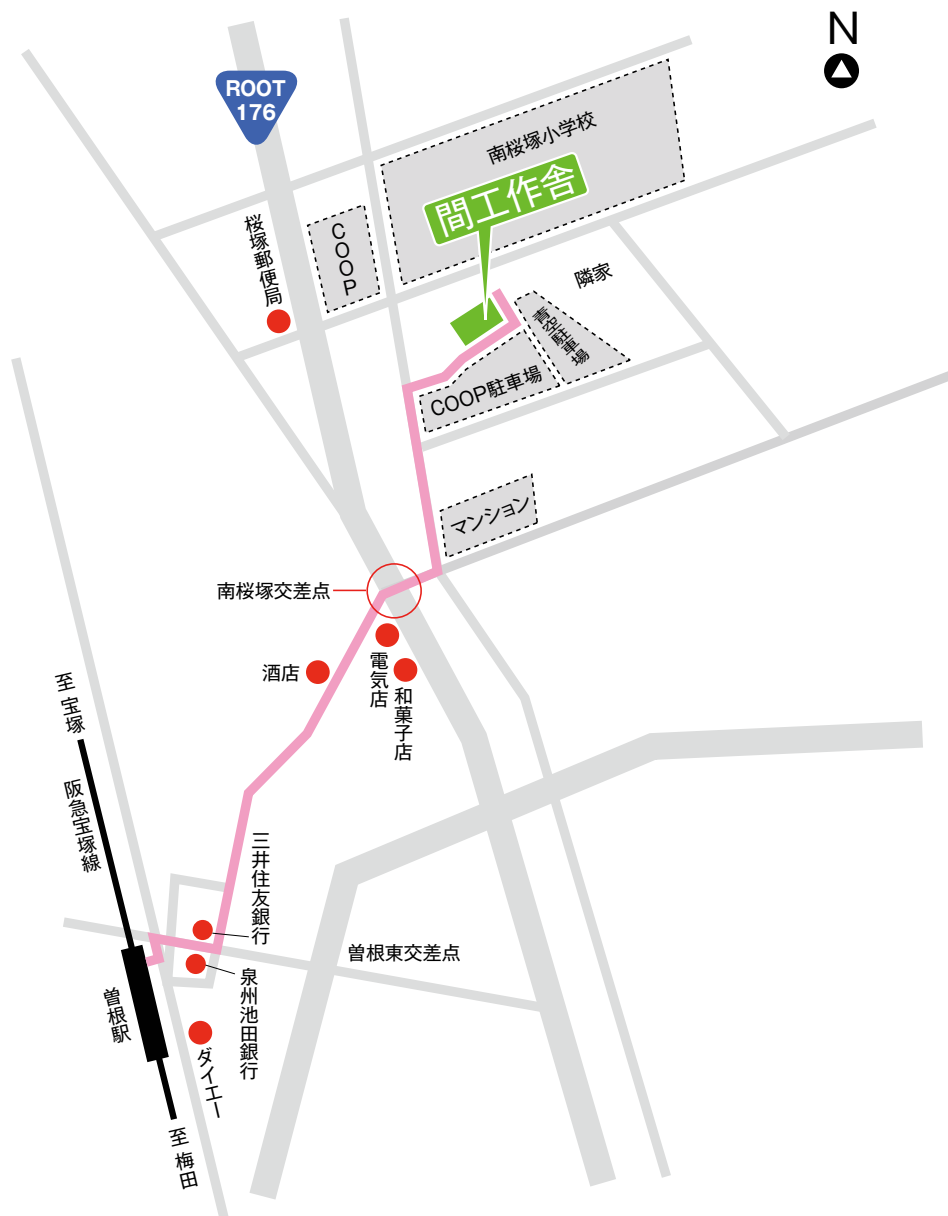 N
ROOT
176
南桜塚小学校
間工作舎
桜塚郵便局
COOP
隣家
青空駐車場
COOP駐車場
マンション
南桜塚交差点
酒店
電気店
和菓子店
至 宝塚
阪急宝塚線
三井住友銀行
曽根東交差点
泉州池田銀行
曽根駅
ダイエー
至 梅田